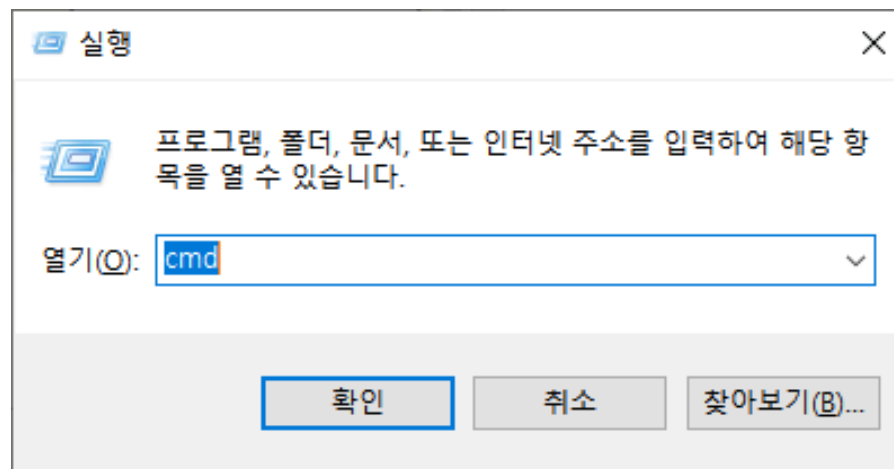 실행
프로그램, 폴더, 문서, 또는 인터넷 주소를 입력하여 해당 항
목을 열 수 있습니다.
열기(O): cmd
확인 취소 찾아보기(B)...